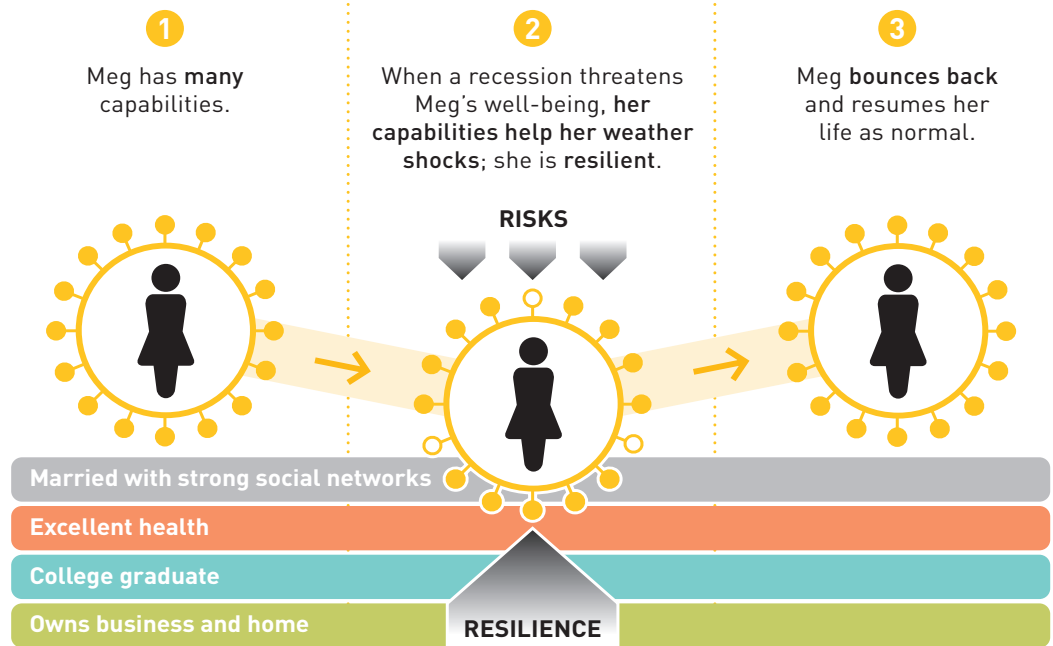 1
Meg has many
capabilities.
2
When a recession threatens
Meg’s well-being, her
capabilities help her weather
shocks; she is resilient.
3
Meg bounces back
and resumes her
life as normal.
RISKS
Married with strong social networks
Excellent health
College graduate
Owns business and home
RESILIENCE